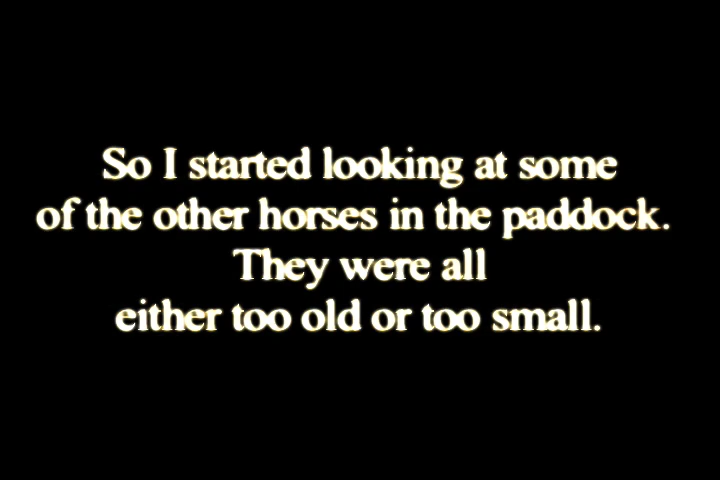 So I started looking at some
of the other horses in the paddock.
They were all
either too old or too small.